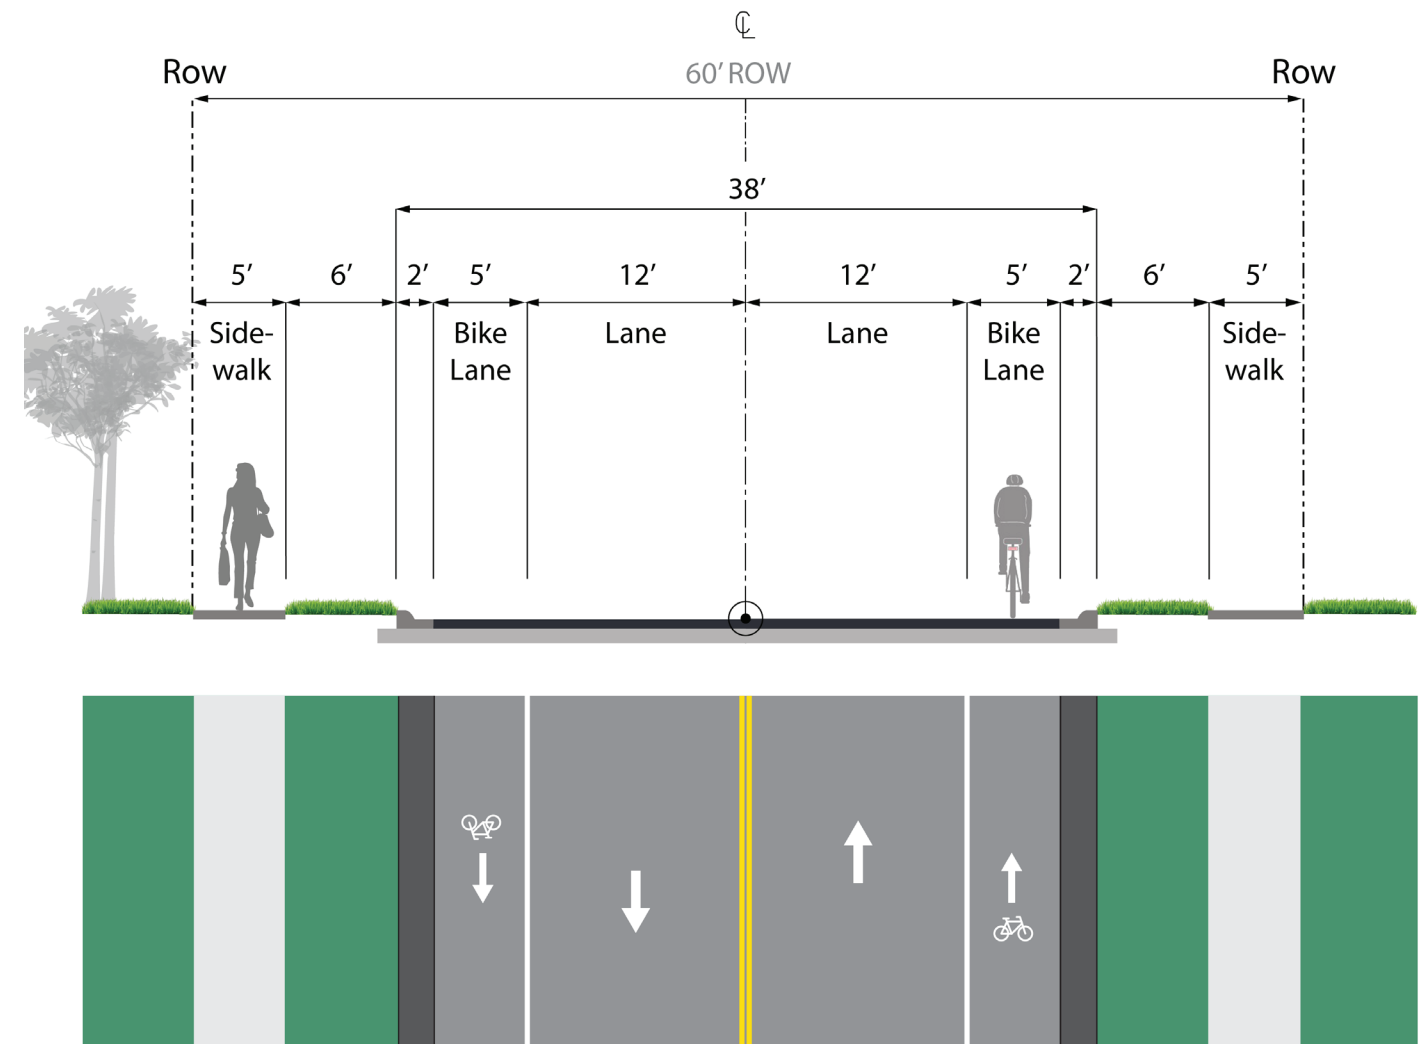 ℄
Row 60’ ROW Row
38’
5’ 6’ 2’ 5’ 12’ 12’ 5’ 2’ 6’ 5’
Side-
walk
Bike
Lane
Lane
Lane
Bike
Lane
Side-
walk